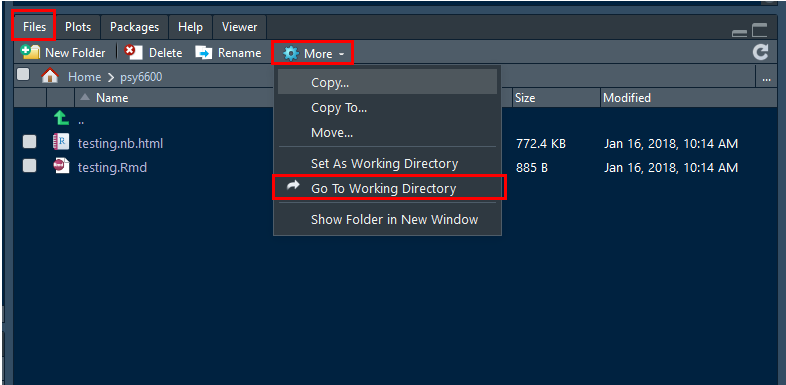 Files Plots Packages Help Viewer
New Folder Delete Rename More
Home psy6600 ...
Name Size Modified
..
testing.nb.html 772.4 KB Jan 16, 2018, 10:14 AM
testing.Rmd 885 B Jan 16, 2018, 10:14 AM
Copy...
Copy To...
Move...
Set As Working Directory
Go To Working Directory
Show Folder in New Window